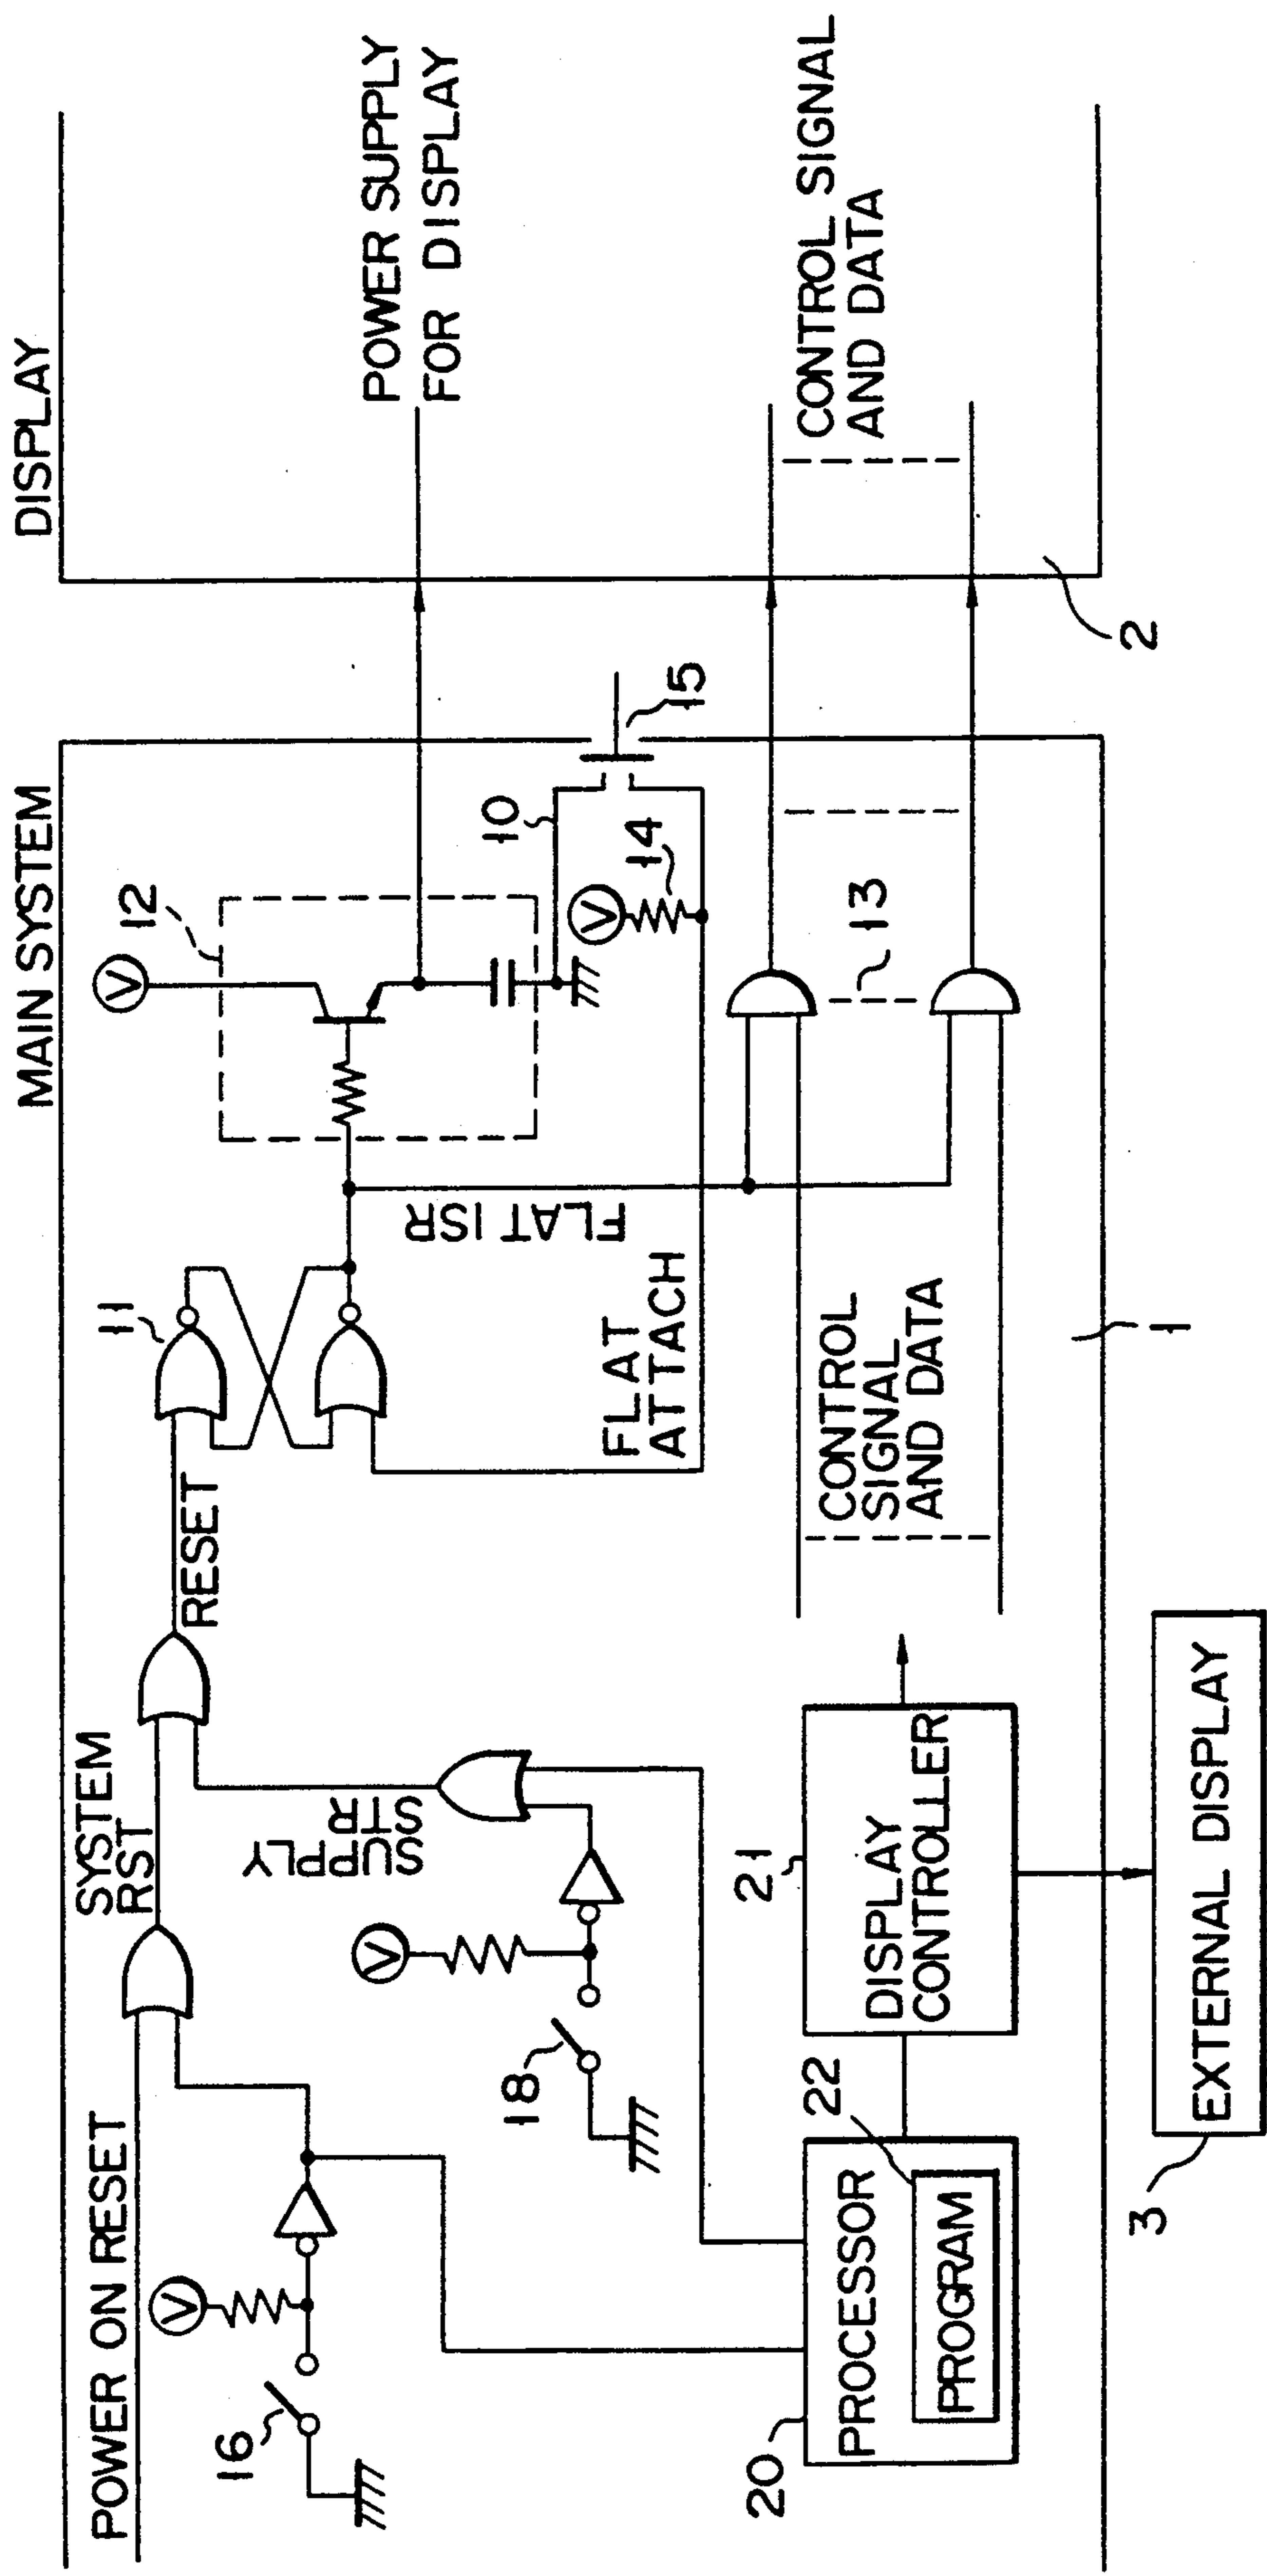 MAIN SYSTEM
DISPLAY
POWER ON RESET
SYSTEM
RST
RESET
11
12
V
POWER SUPPLY
FOR DISPLAY
16
V
SUPPLY
STR
V
18
FLAT ISR
10
V
14
15
FLAT
ATTACH
13
CONTROL
SIGNAL
AND DATA
CONTROL SIGNAL
AND DATA
20
PROCESSOR
PROGRAM
22
21
DISPLAY
CONTROLLER
1
2
3
EXTERNAL DISPLAY